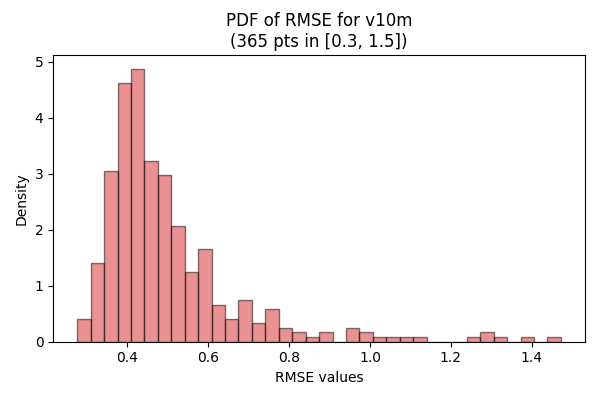 PDF of RMSE for v10m
(365 pts in [0.3, 1.5])
5
4
3
2
1
0
Density
0.4 0.6 0.8 1.0 1.2 1.4
RMSE values